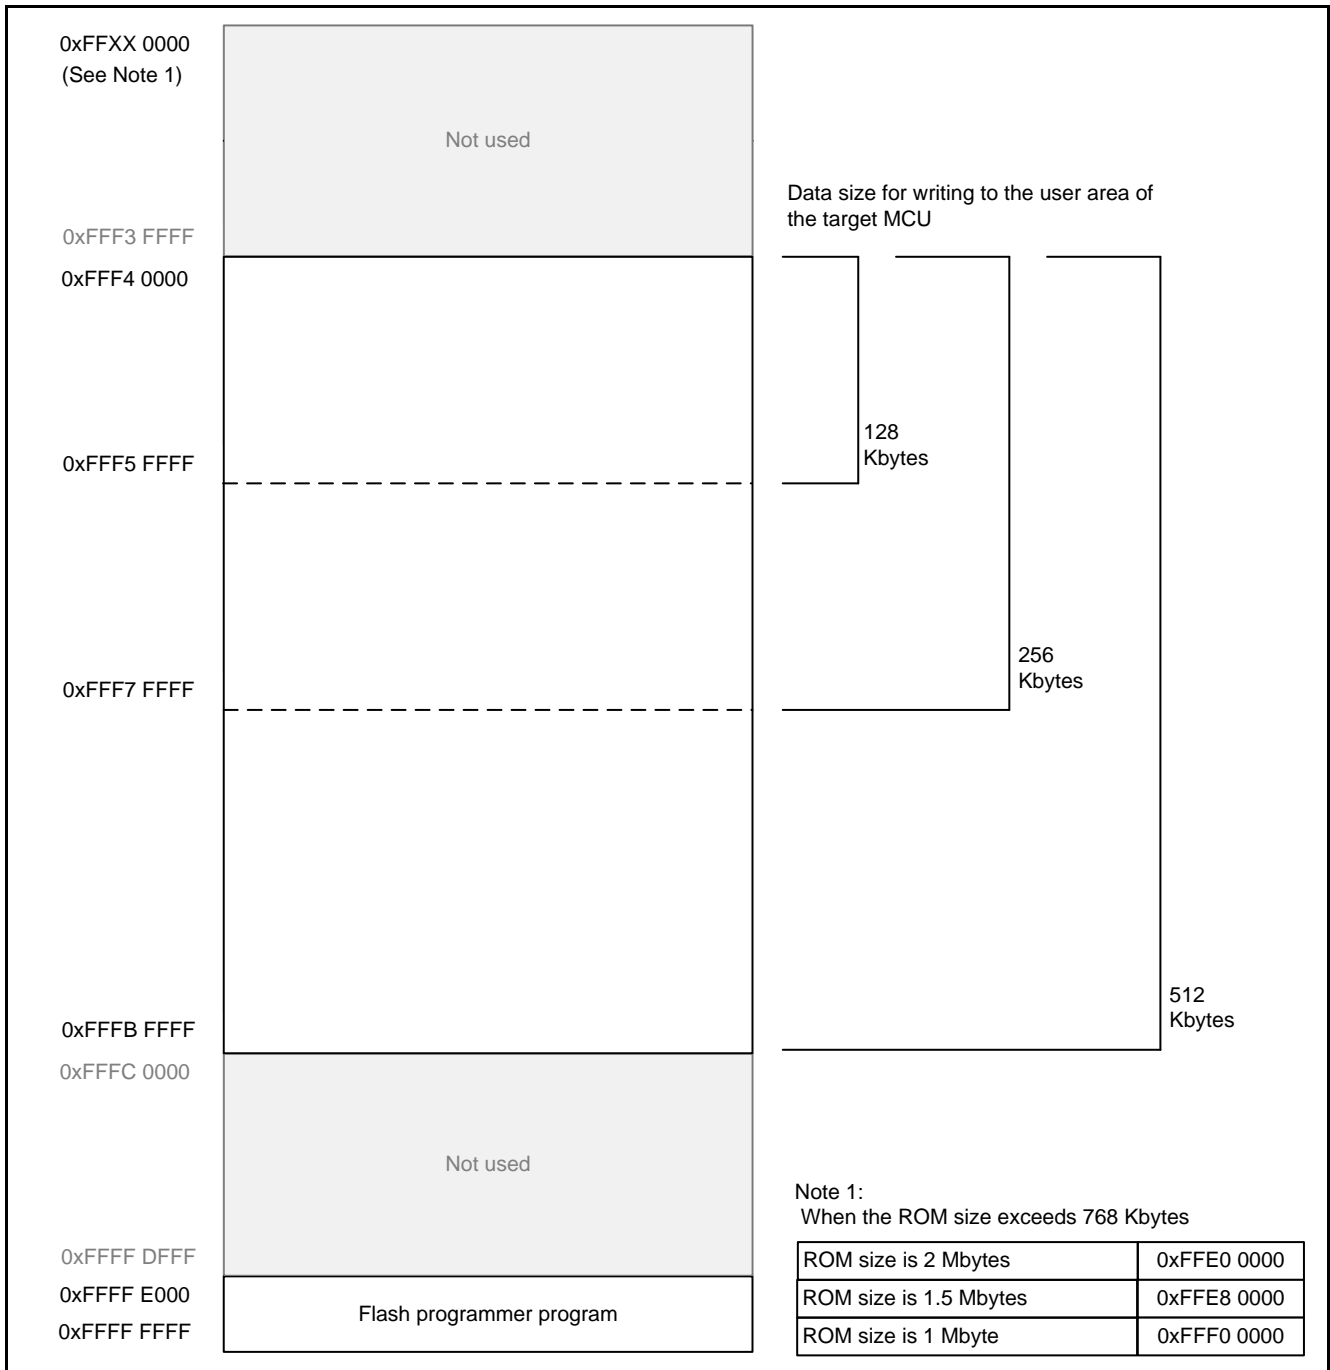 0xFFXX 0000
(See Note 1)
Not used
Data size for writing to the user area of
the target MCU
0xFFF3 FFFF
0xFFF4 0000
128
Kbytes
0xFFF5 FFFF
256
Kbytes
0xFFF7 FFFF
512
Kbytes
0xFFFB FFFF
0xFFFC 0000
Not used
Note 1:
When the ROM size exceeds 768 Kbytes
0xFFFF DFFF
ROM size is 2 Mbytes 0xFFE0 0000
0xFFFF E000
ROM size is 1.5 Mbytes 0xFFE8 0000
Flash programmer program
0xFFFF FFFF
ROM size is 1 Mbyte 0xFFF0 0000